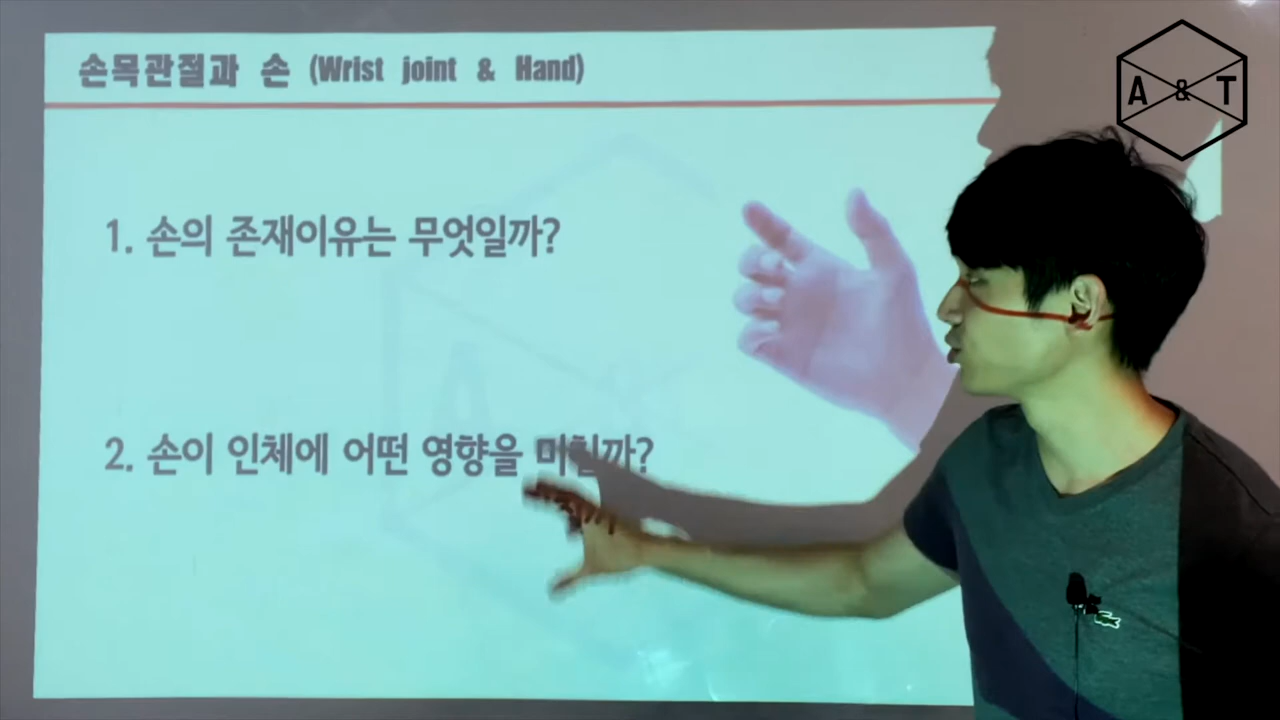 손목관절과 손 (Wrist joint & Hand)
A & T
1. 손의 존재이유는 무엇일까?
2. 손이 인체에 어떤 영향을 미칠까?